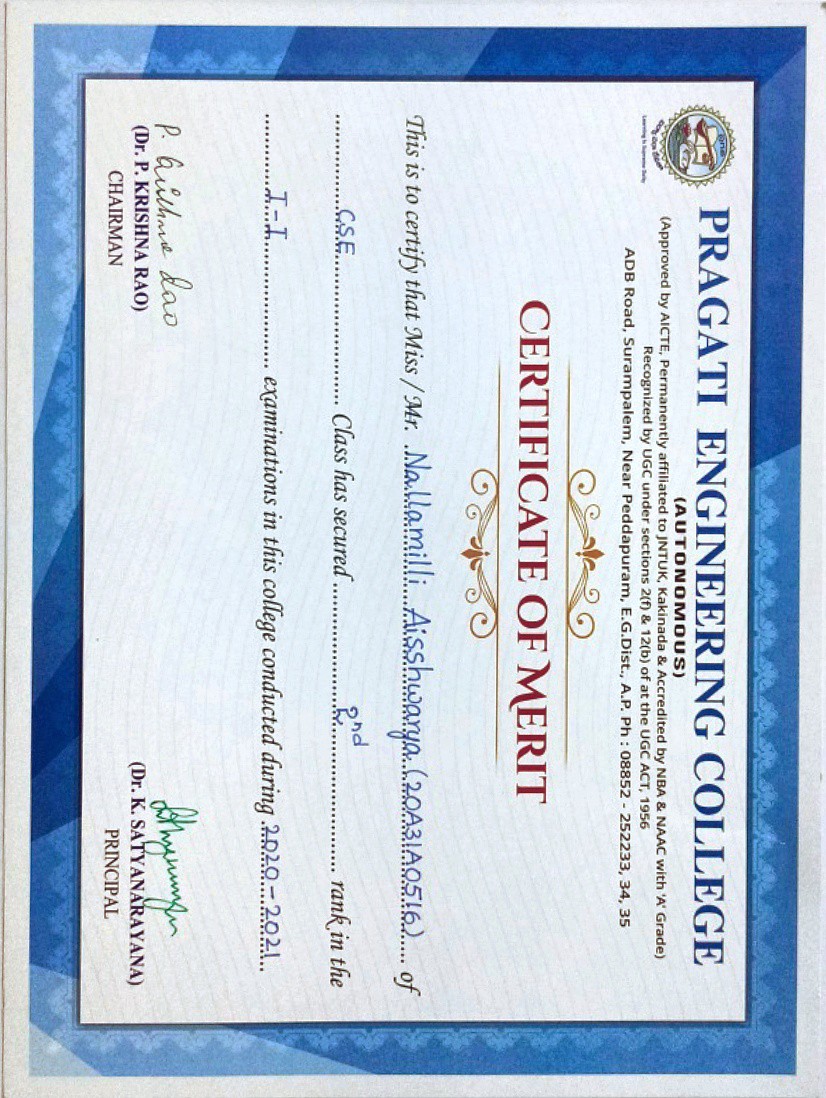 PRAGATI ENGINEERING COLLEGE
(AUTONOMOUS)
(Approved by AICTE, Permanently affiliated to JNTUK, Kakinada & Accredited by NBA & NAAC with 'A' Grade)
Recognized by UGC under sections 2(f) & 12(b) of at the UGC ACT, 1956
ADB Road, Surampalem, Near Peddapuram, E.G.Dist., A.P. Ph : 08852 - 252233, 34, 35
Learning is Supreme Deity
CERTIFICATE OF MERIT
This is to certify that Miss / Mr. Nallamilli Aisshwarya (20A31A0516) of
CSE Class has secured 2nd rank in the
I-I examinations in this college conducted during 2020-2021
P. Krishna Rao
(Dr. P. KRISHNA RAO)
CHAIRMAN
(Dr. K. SATYANARAYANA)
PRINCIPAL